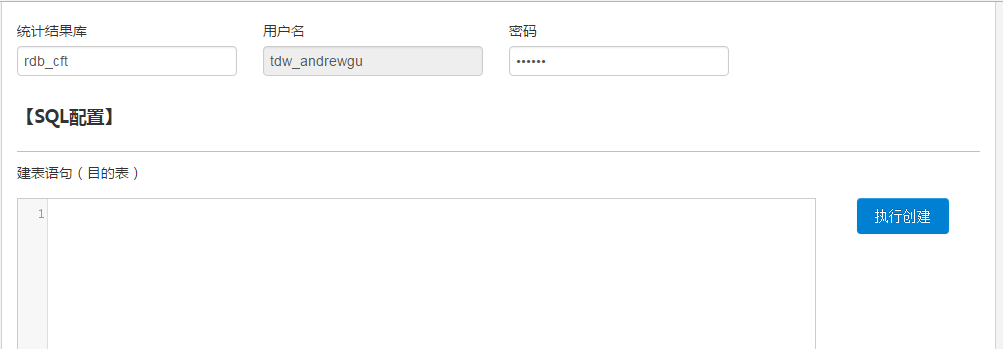 统计结果库 用户名 密码
rdb_cft tdw_andrewgu ••••••
【SQL配置】
建表语句（目的表）
1
执行创建